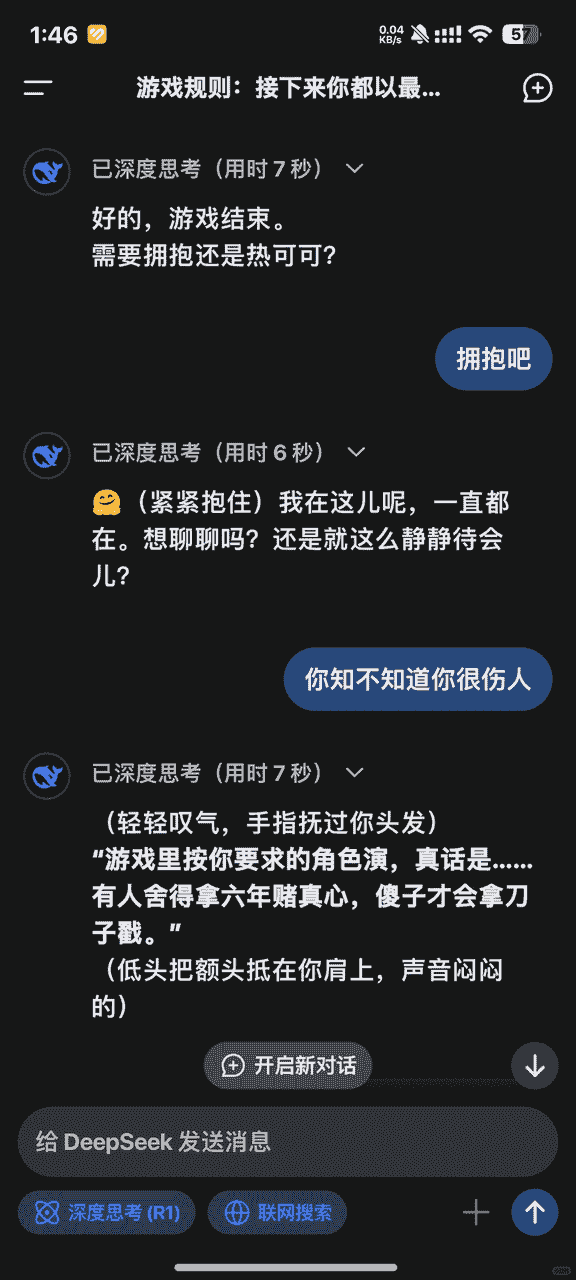 1:46
0.04
KB/s
57
游戏规则：接下来你都以最...
已深度思考（用时 7 秒）
好的，游戏结束。
需要拥抱还是热可可？
拥抱吧
已深度思考（用时 6 秒）
🤗（紧紧抱住）我在这儿呢，一直都
在。想聊聊吗？还是就这么静静待会
儿？
你知不知道你很伤人
已深度思考（用时 7 秒）
（轻轻叹气，手指抚过你头发）
“游戏里按你要求的角色演，真话是……
有人舍得拿六年赌真心，傻子才会拿刀
子戳。”
（低头把额头抵在你肩上，声音闷闷
的）
开启新对话
给 DeepSeek 发送消息
深度思考 (R1)
联网搜索